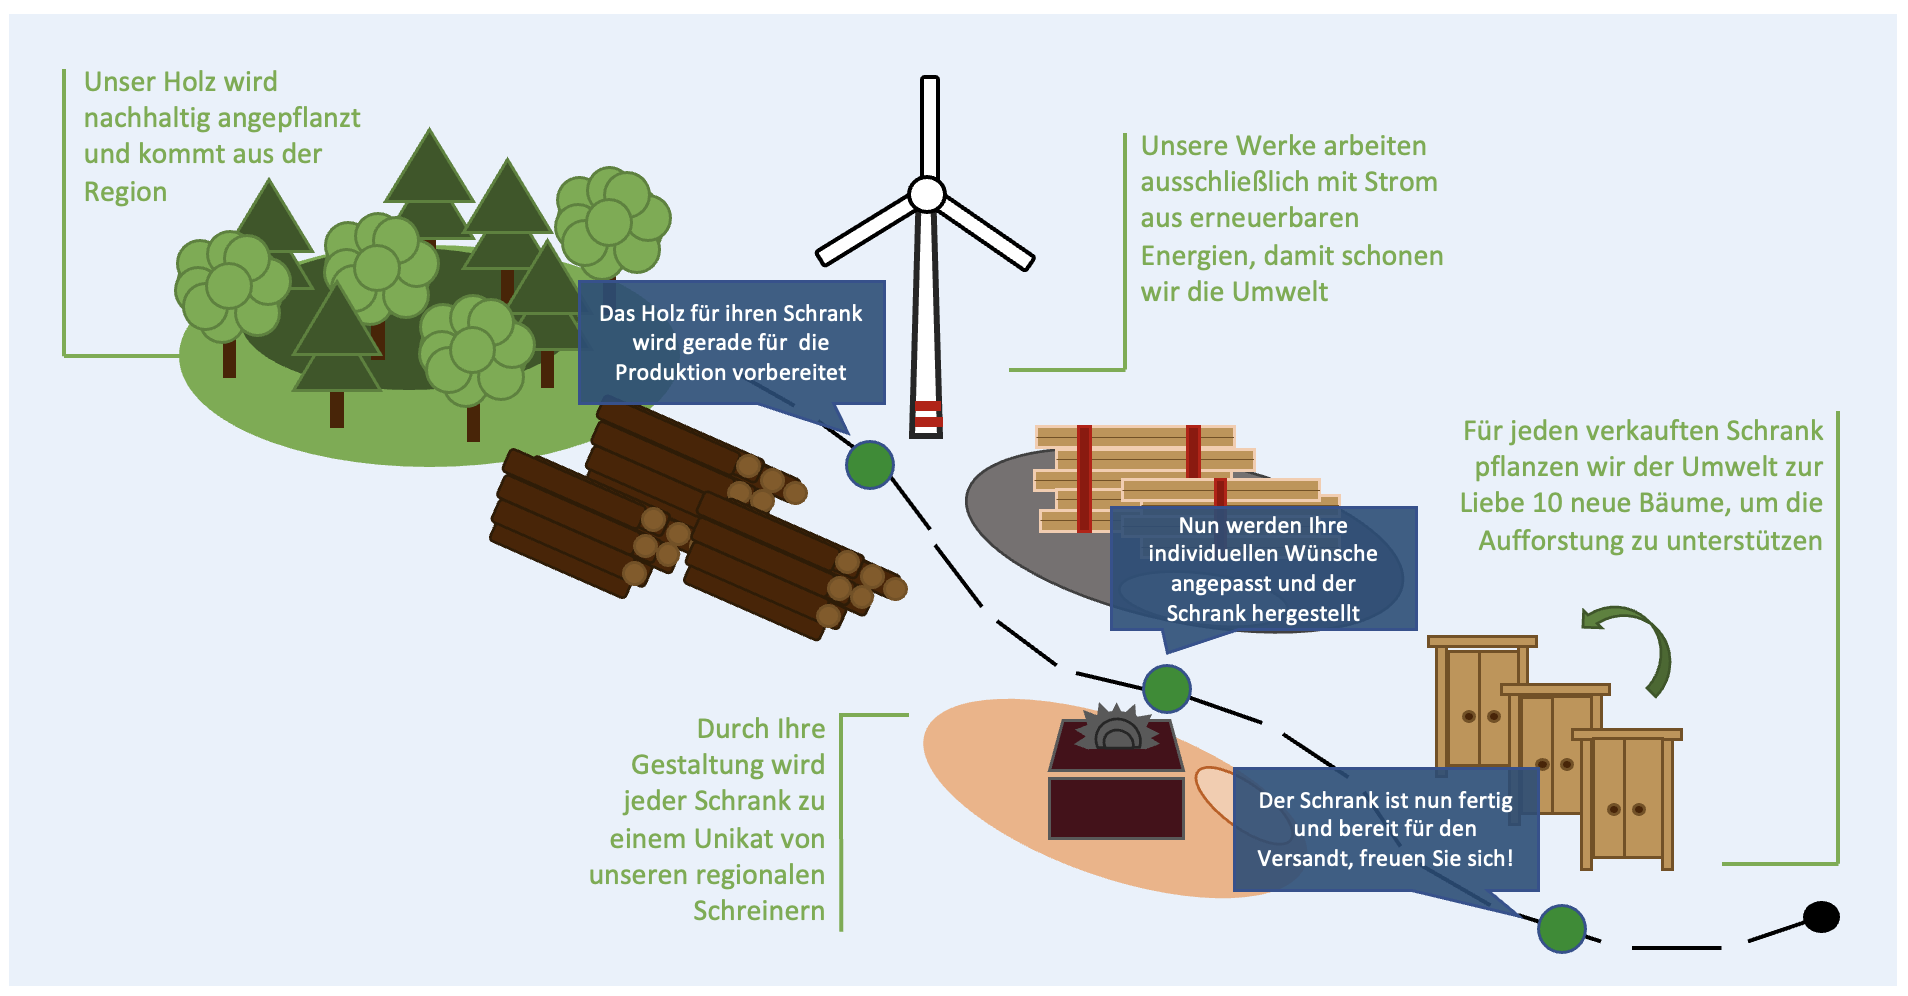 Unser Holz wird
nachhaltig angepflanzt
und kommt aus der
Region
Unsere Werke arbeiten
ausschließlich mit Strom
aus erneuerbaren
Energien, damit schonen
wir die Umwelt
Das Holz für ihren Schrank
wird gerade für die
Produktion vorbereitet
Für jeden verkauften Schrank
pflanzen wir der Umwelt zur
Liebe 10 neue Bäume, um die
Aufforstung zu unterstützen
Nun werden Ihre
individuellen Wünsche
angepasst und der
Schrank hergestellt
Durch Ihre
Gestaltung wird
jeder Schrank zu
einem Unikat von
unseren regionalen
Schreinern
Der Schrank ist nun fertig
und bereit für den
Versandt, freuen Sie sich!